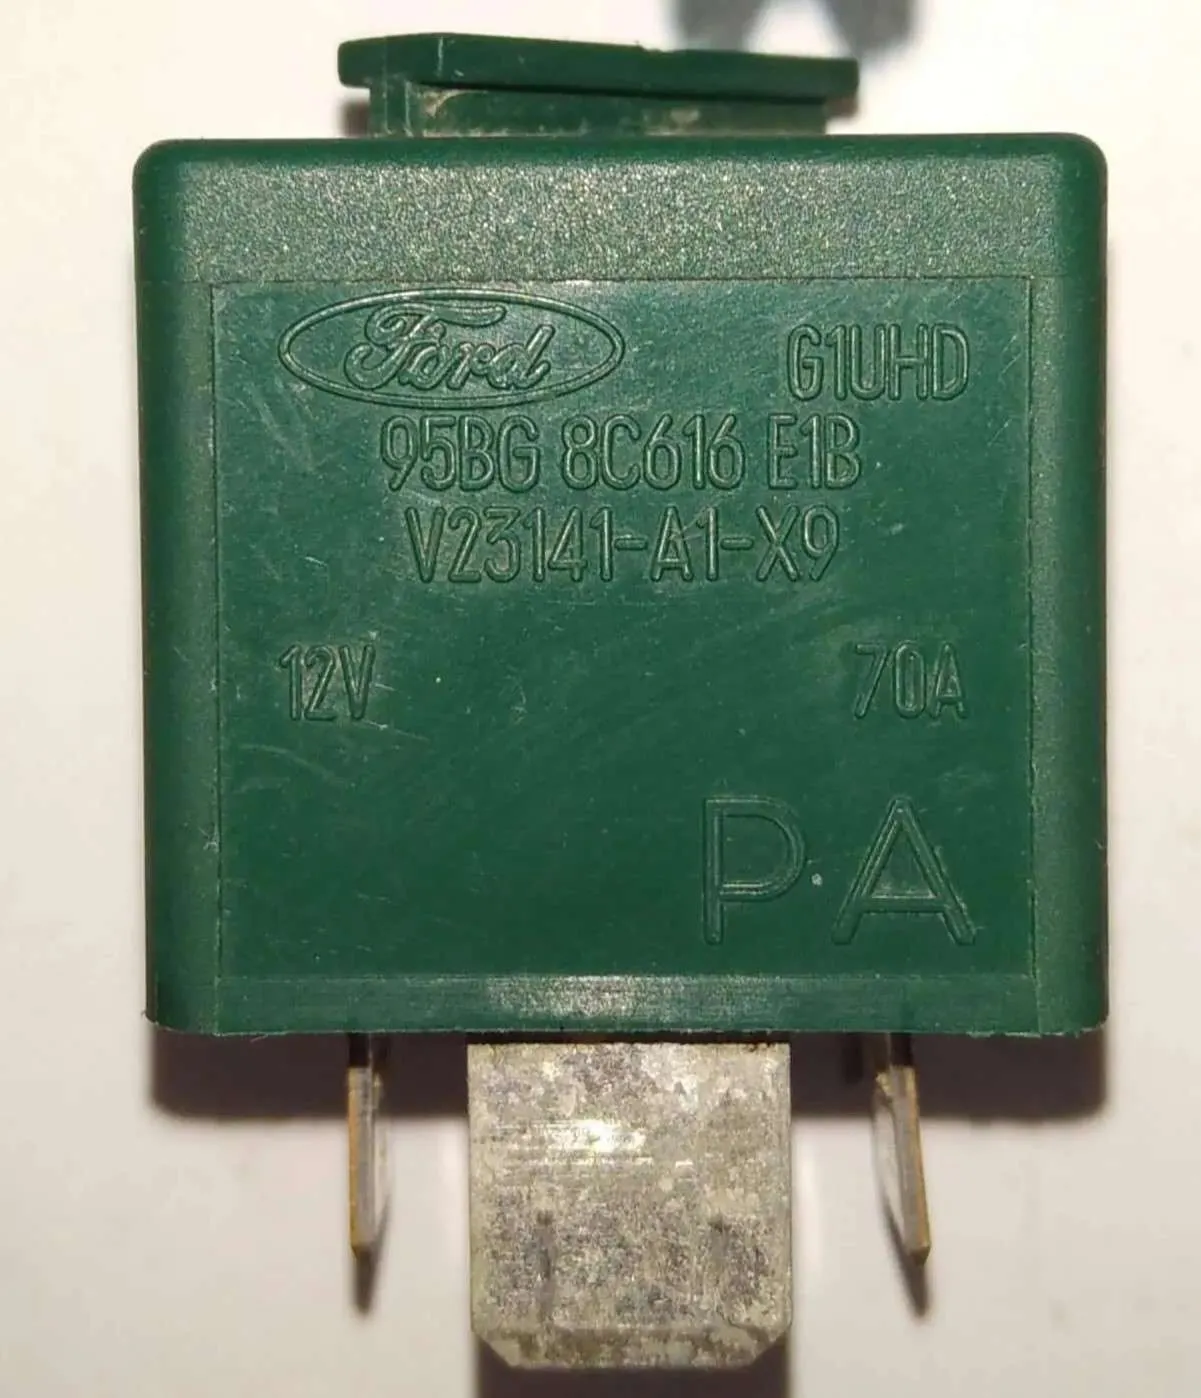 Ford G1UHD
95BG 8C616 E1B
V23141-A1-X9
12V 70A
PA